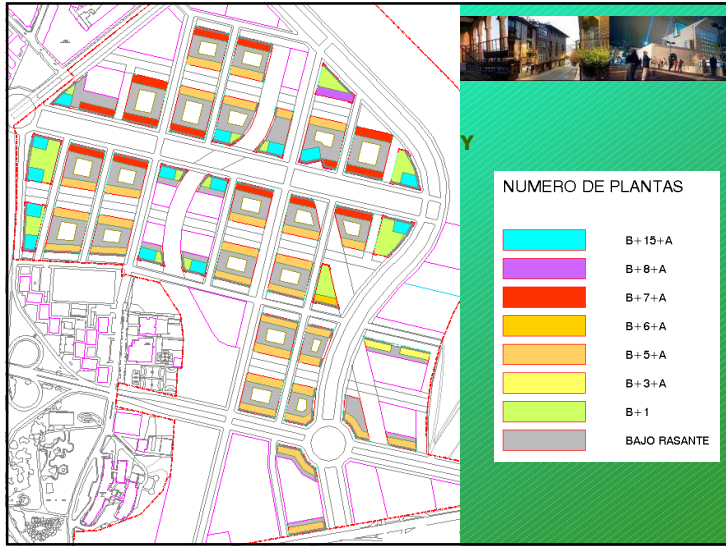 Y
NUMERO DE PLANTAS
B+15+A
B+8+A
B+7+A
B+6+A
B+5+A
B+3+A
B+1
BAJO RASANTE